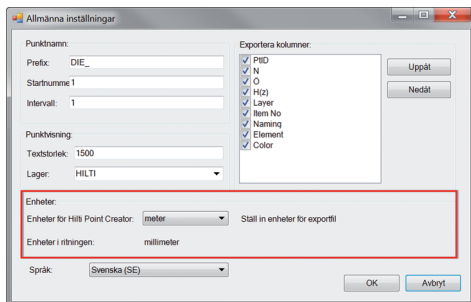 Allmänna inställningar
Punktnamn:
Prefix: DIE_
Startnumme 1
Intervall: 1
Punktvisning:
Textstorlek: 1500
Lager: HILTI
Exportera kolumner:
PtID
N
Ö
H(z)
Layer
Item No
Naming
Element
Color
Uppåt
Nedåt
Enheter:
Enheter för Hilti Point Creator: meter Ställ in enheter för exportfil
Enheter i ritningen: millimeter
Språk: Svenska (SE)
OK Avbryt